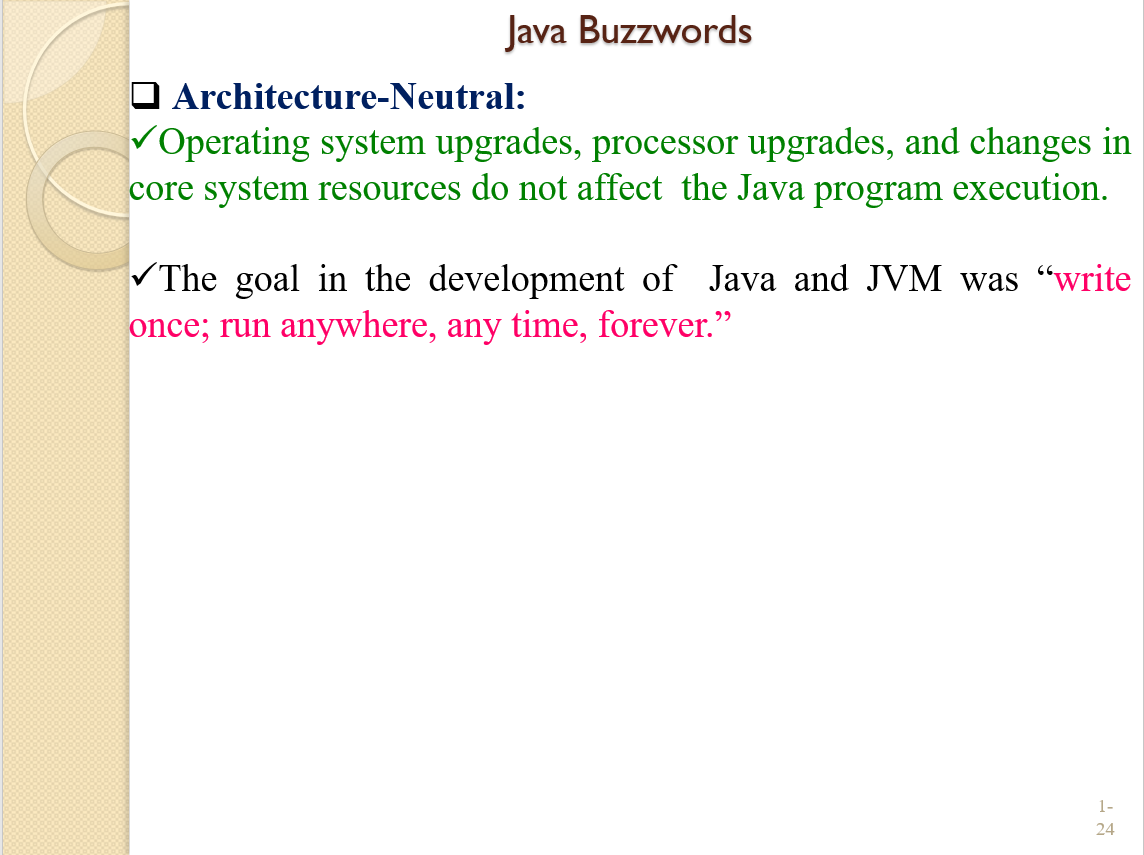 Java Buzzwords
❑ Architecture-Neutral:
✓Operating system upgrades, processor upgrades, and changes in
core system resources do not affect  the Java program execution.
✓The goal in the development of  Java and JVM was “write
once; run anywhere, any time, forever.”
1-
24